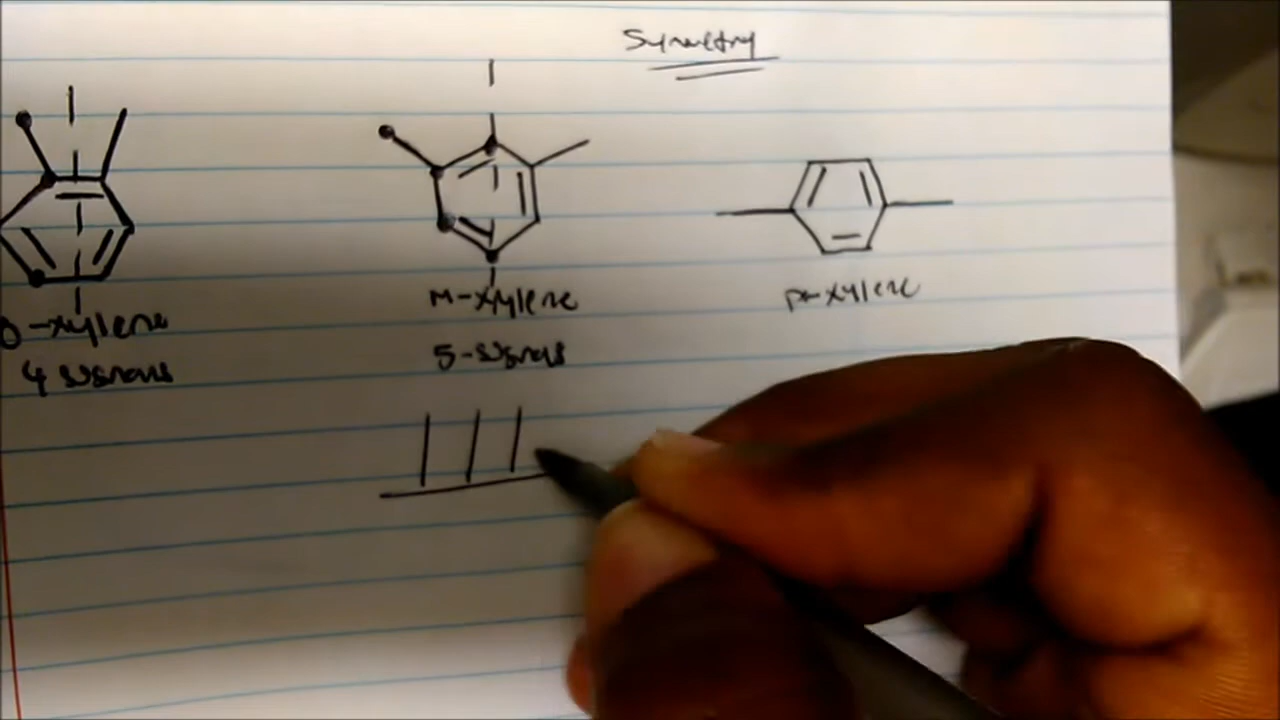 Symmetry
O-xylene
4 signals
M-xylene
5-signals
p-xylene